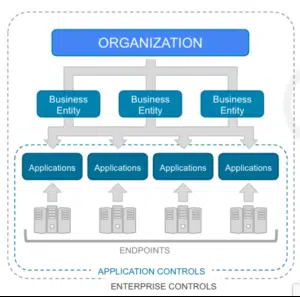 ORGANIZATION
Business
Entity
Business
Entity
Business
Entity
Applications
Applications
Applications
Applications
ENDPOINTS
APPLICATION CONTROLS
ENTERPRISE CONTROLS